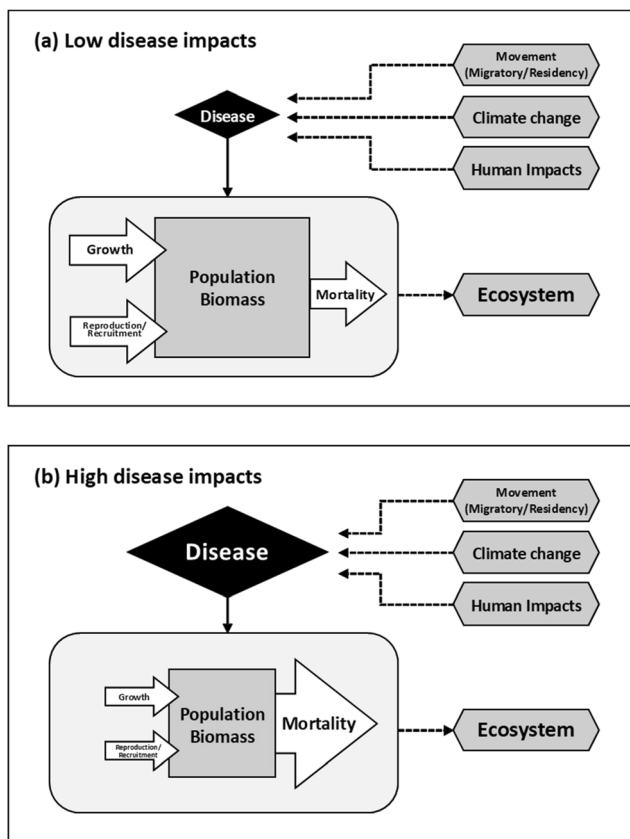 (a) Low disease impacts
Movement
(Migratory/Residency)
Disease
Climate change
Human Impacts
Growth
Population
Biomass
Mortality
Reproduction/
Recruitment
Ecosystem
(b) High disease impacts
Movement
(Migratory/Residency)
Disease
Climate change
Human Impacts
Growth
Population
Biomass
Mortality
Reproduction/
Recruitment
Ecosystem